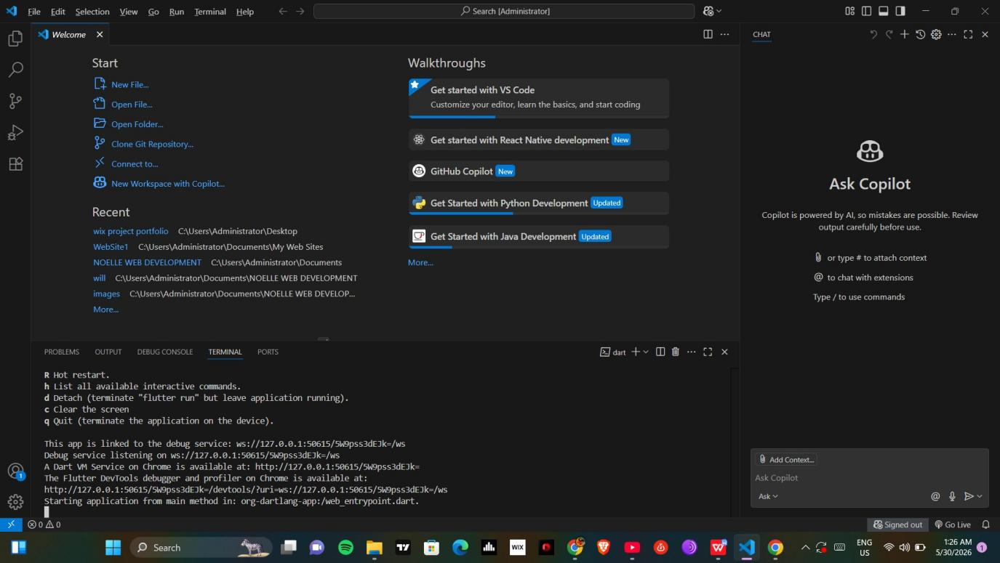 File Edit Selection View Go Run Terminal Help
Search [Administrator]
Welcome
Start
New File...
Open File...
Open Folder...
Clone Git Repository...
Connect to...
New Workspace with Copilot...
Recent
wix project portfolio C:\Users\Administrator\Desktop
WebSite1 C:\Users\Administrator\Documents\My Web Sites
NOELLE WEB DEVELOPMENT C:\Users\Administrator\Documents
will C:\Users\Administrator\Documents\NOELLE WEB DEVELOPMENT
images C:\Users\Administrator\Documents\NOELLE WEB DEVELOP...
More...
Walkthroughs
Get started with VS Code
Customize your editor, learn the basics, and start coding
Get started with React Native development New
GitHub Copilot New
Get Started with Python Development Updated
Get Started with Java Development Updated
More...
CHAT
Ask Copilot
Copilot is powered by AI, so mistakes are possible. Review
output carefully before use.
or type # to attach context
@ to chat with extensions
Type / to use commands
Add Context...
Ask Copilot
Ask
@
PROBLEMS OUTPUT DEBUG CONSOLE TERMINAL PORTS
dart
R Hot restart.
h List all available interactive commands.
d Detach (terminate "flutter run" but leave application running).
c Clear the screen
q Quit (terminate the application on the device).
This app is linked to the debug service: ws://127.0.0.1:50615/5W9pss3dEJk=/ws
Debug service listening on ws://127.0.0.1:50615/5W9pss3dEJk=/ws
A Dart VM Service on Chrome is available at: http://127.0.0.1:50615/5W9pss3dEJk=
The Flutter DevTools debugger and profiler on Chrome is available at:
http://127.0.0.1:50615/5W9pss3dEJk=/devtools/?uri=ws://127.0.0.1:50615/5W9pss3dEJk=/ws
Starting application from main method in: org-dartlang-app:/web_entrypoint.dart.
1
0 0
Signed out
Go Live
Search
WIX
ENG
US
1:26 AM
5/30/2026
1